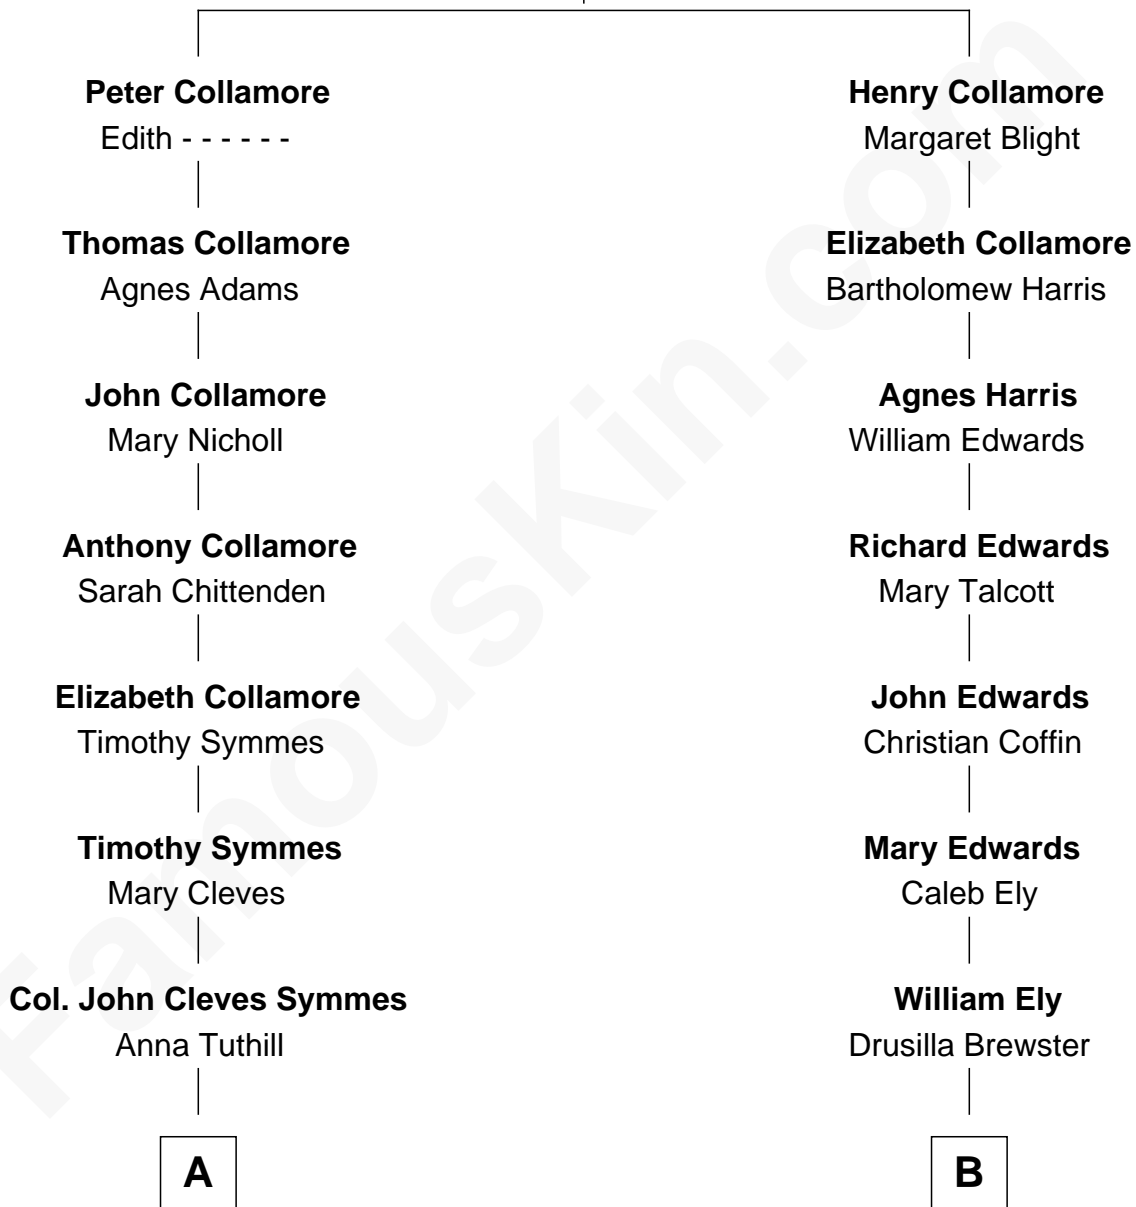 Peter Collamore
Edith - - - - - -
Thomas Collamore
Agnes Adams
John Collamore
Mary Nicholl
Anthony Collamore
Sarah Chittenden
Elizabeth Collamore
Timothy Symmes
Timothy Symmes
Mary Cleves
Col. John Cleves Symmes
Anna Tuthill
A
Henry Collamore
Margaret Blight
Elizabeth Collamore
Bartholomew Harris
Agnes Harris
William Edwards
Richard Edwards
Mary Talcott
John Edwards
Christian Coffin
Mary Edwards
Caleb Ely
William Ely
Drusilla Brewster
B
FamousKin.com